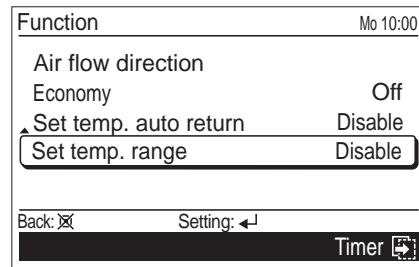 Function Mo 10:00
Air flow direction
Economy Off
Set temp. auto return Disable
Set temp. range Disable
Back: Setting:
Timer